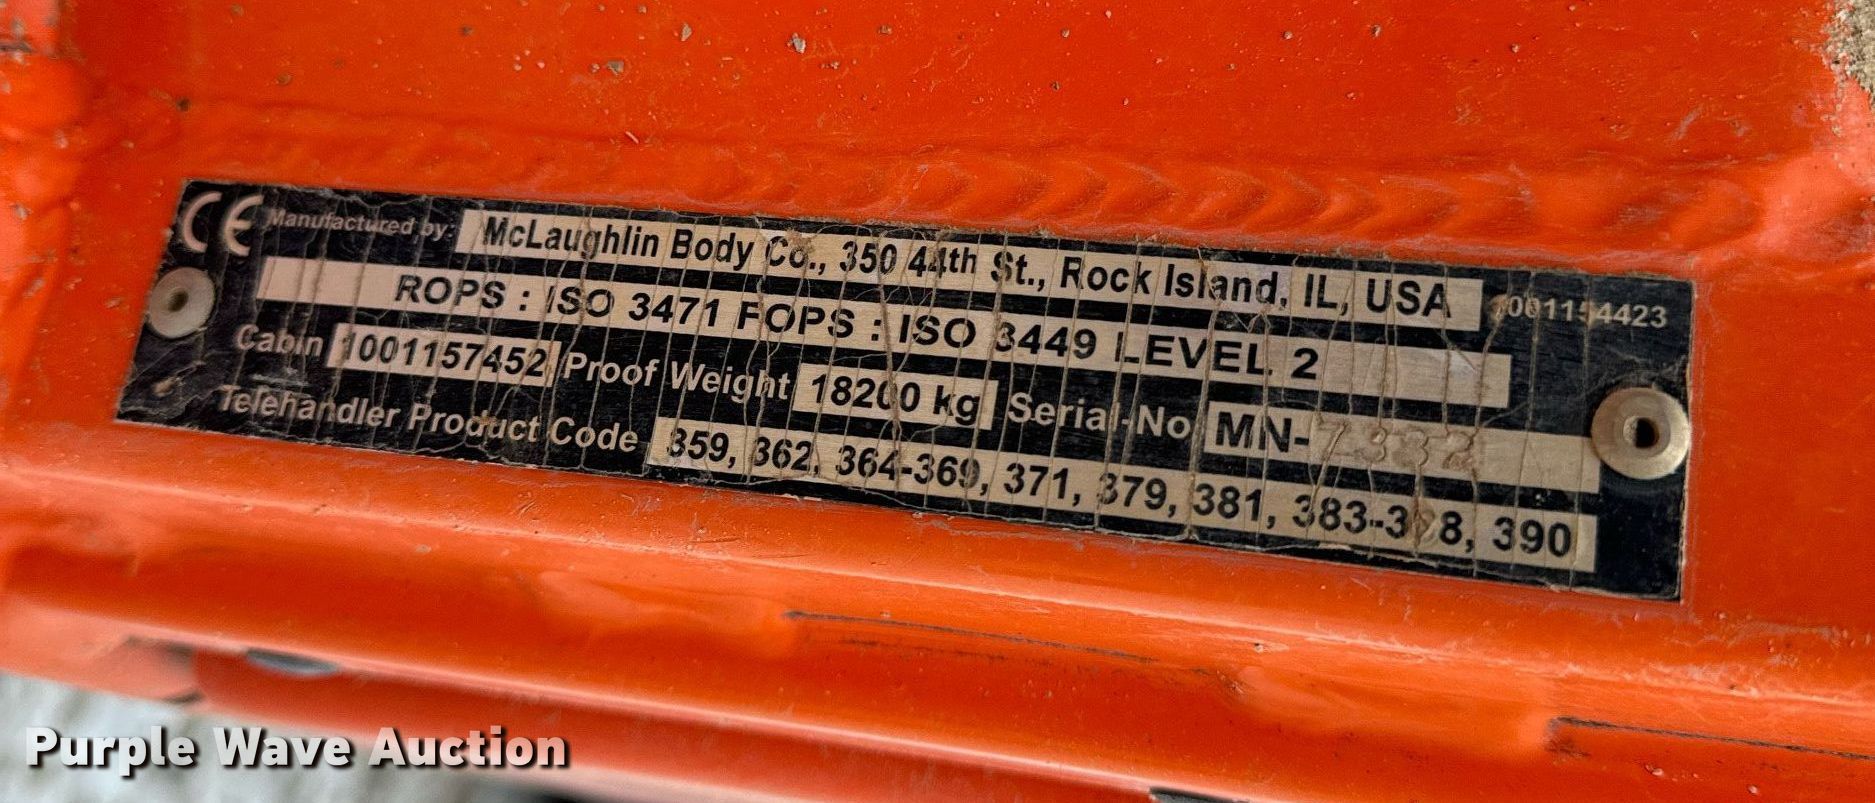 CE Manufactured by: McLaughlin Body Co., 350 44th St., Rock Island, IL, USA 1001154423
ROPS : ISO 3471 FOPS : ISO 3449 LEVEL 2
Cabin 1001157452 Proof Weight 18200 kg Serial-No MN-7332
Telehandler Product Code 359, 362, 364-369, 371, 379, 381, 383-388, 390
Purple Wave Auction